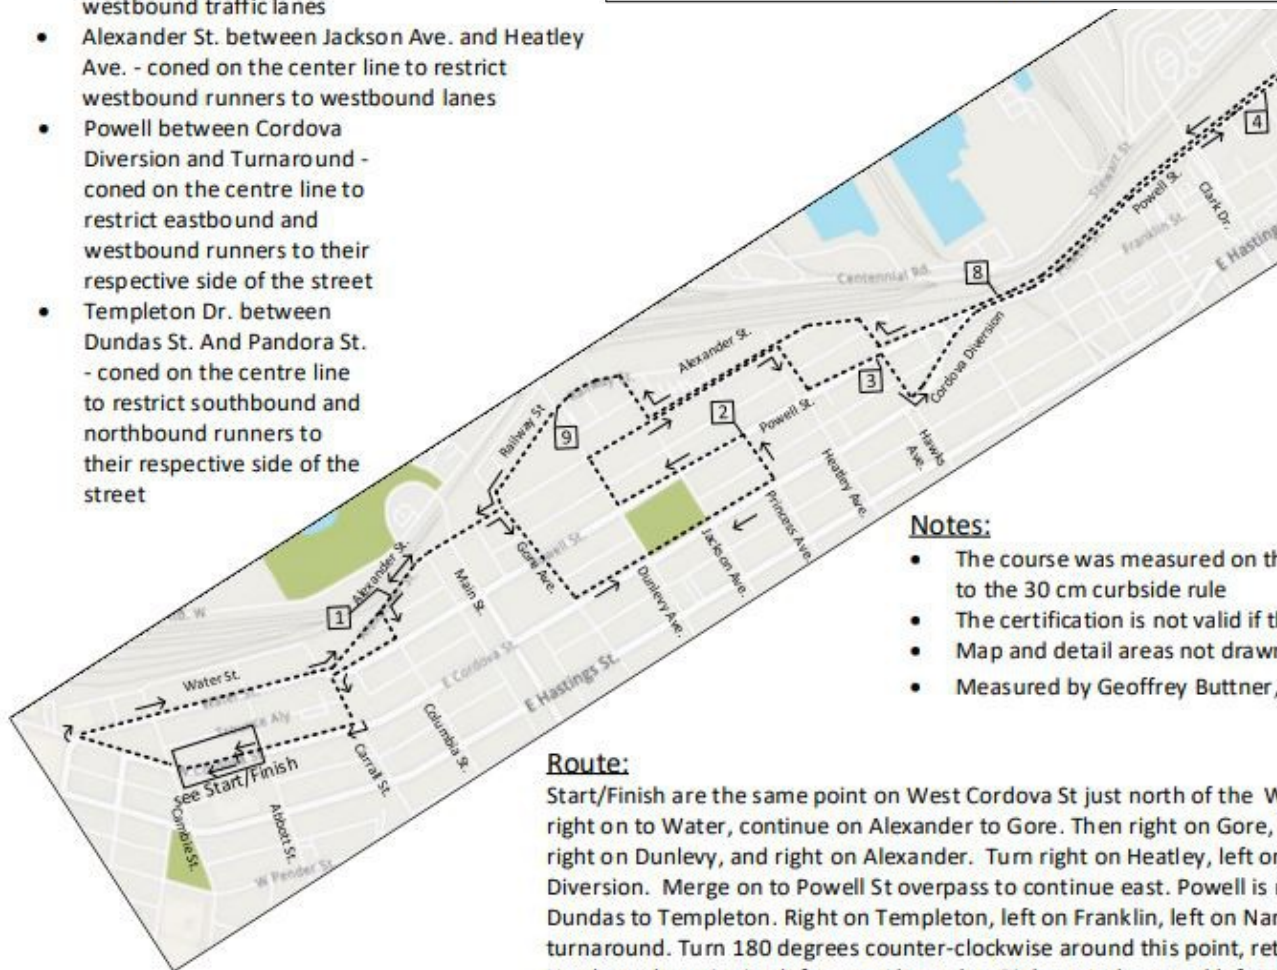 westbound traffic lanes
• Alexander St. between Jackson Ave. and Heatley
Ave. - coned on the center line to restrict
westbound runners to westbound lanes
• Powell between Cordova
Diversion and Turnaround -
coned on the centre line to
restrict eastbound and
westbound runners to their
respective side of the street
• Templeton Dr. between
Dundas St. And Pandora St.
- coned on the centre line
to restrict southbound and
northbound runners to
their respective side of the
street
4
Stewart St.
Powell St.
Clark Dr.
Franklin St.
E Hasting
Centennial Rd.
8
Cordova Diversion
Alexander St.
3
2
Powell St.
Hawks
Ave.
Heatley Ave.
Railway St
9
Princess Ave.
Jackson Ave.
Dunlevy Ave.
Gore Ave.
Main St.
Alexander St.
1
E Cordova St.
E Hastings St.
Columbia St.
Carrall St.
Water St.
Water St.
see Start/Finish
Cambie St.
Abbott St.
W Pender St.
Notes:
• The course was measured on th
to the 30 cm curbside rule
• The certification is not valid if th
• Map and detail areas not drawn
• Measured by Geoffrey Buttner,
Route:
Start/Finish are the same point on West Cordova St just north of the W
right on to Water, continue on Alexander to Gore. Then right on Gore,
right on Dunlevy, and right on Alexander. Turn right on Heatley, left on
Diversion. Merge on to Powell St overpass to continue east. Powell is r
Dundas to Templeton. Right on Templeton, left on Franklin, left on Nan
turnaround. Turn 180 degrees counter-clockwise around this point, ret